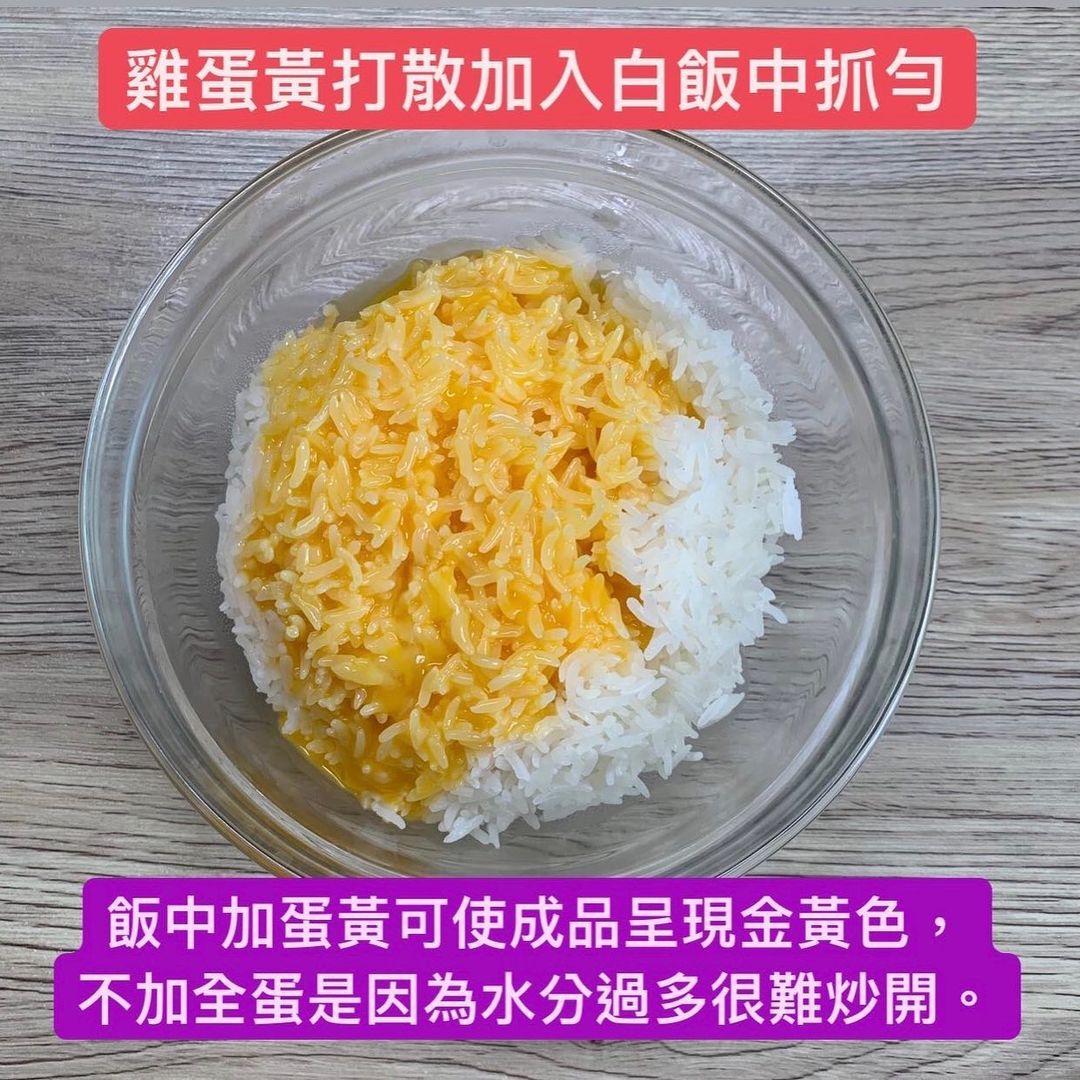 雞蛋黃打散加入白飯中抓勻
飯中加蛋黃可使成品呈現金黃色，
不加全蛋是因為水分過多很難炒開。